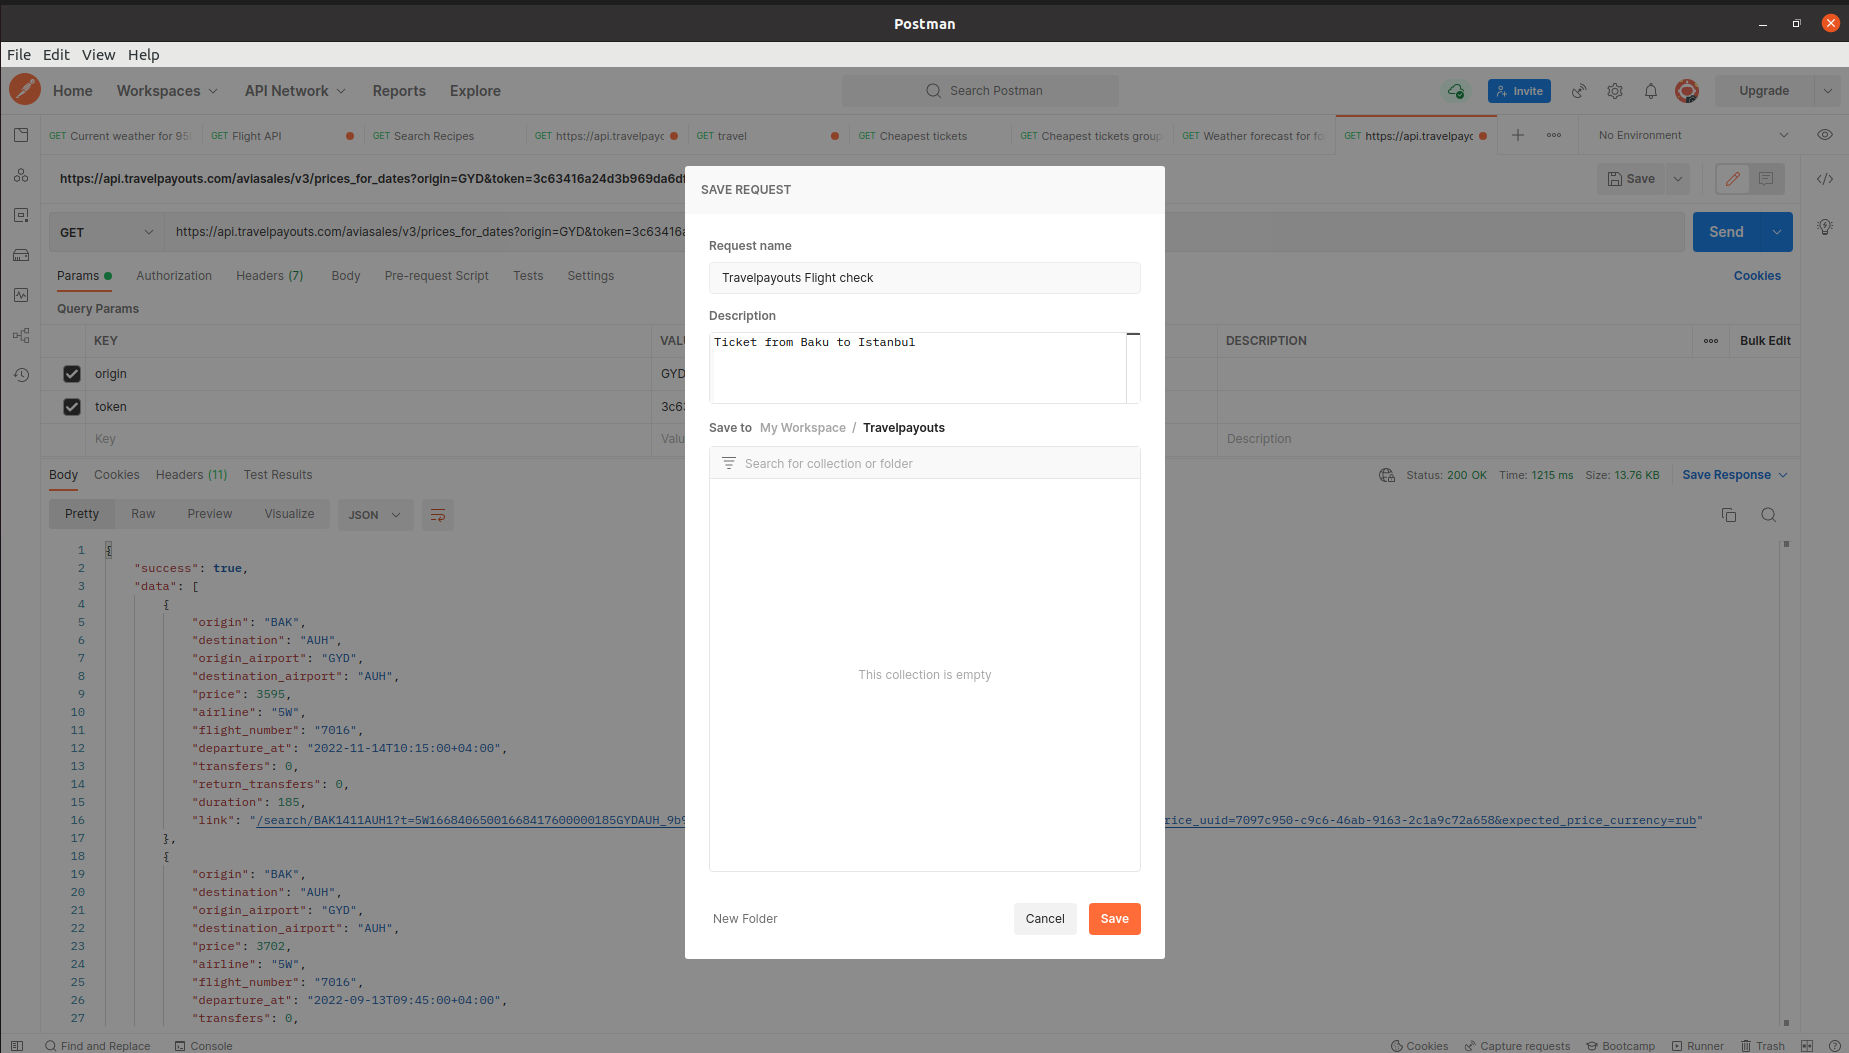 Postman
File Edit View Help
Home Workspaces API Network Reports Explore Search Postman Invite Upgrade
GET Current weather for 95 GET Flight API GET Search Recipes GET https://api.travelpayo GET travel GET Cheapest tickets GET Cheapest tickets group GET Weather forecast for fo GET https://api.travelpayo No Environment
https://api.travelpayouts.com/aviasales/v3/prices_for_dates?origin=GYD&token=3c63416a24d3b969da6d Save
GET https://api.travelpayouts.com/aviasales/v3/prices_for_dates?origin=GYD&token=3c63416a Send
Params Authorization Headers (7) Body Pre-request Script Tests Settings Cookies
Query Params
KEY VALU DESCRIPTION Bulk Edit
origin GYD
token 3c63
Key Valu Description
Body Cookies Headers (11) Test Results Status: 200 OK Time: 1215 ms Size: 13.76 KB Save Response
Pretty Raw Preview Visualize JSON
1 {
2 "success": true,
3 "data": [
4 {
5 "origin": "BAK",
6 "destination": "AUH",
7 "origin_airport": "GYD",
8 "destination_airport": "AUH",
9 "price": 3595,
10 "airline": "5W",
11 "flight_number": "7016",
12 "departure_at": "2022-11-14T10:15:00+04:00",
13 "transfers": 0,
14 "return_transfers": 0,
15 "duration": 185,
16 "link": "/search/BAK1411AUH1?t=5W16684065001668417600000185GYDAUH_9b9 rice_uuid=7097c950-c9c6-46ab-9163-2c1a9c72a658&expected_price_currency=rub"
17 },
18 {
19 "origin": "BAK",
20 "destination": "AUH",
21 "origin_airport": "GYD",
22 "destination_airport": "AUH",
23 "price": 3702,
24 "airline": "5W",
25 "flight_number": "7016",
26 "departure_at": "2022-09-13T09:45:00+04:00",
27 "transfers": 0,
SAVE REQUEST
Request name
Travelpayouts Flight check
Description
Ticket from Baku to Istanbul
Save to My Workspace / Travelpayouts
Search for collection or folder
This collection is empty
New Folder Cancel Save
Find and Replace Console Cookies Capture requests Bootcamp Runner Trash